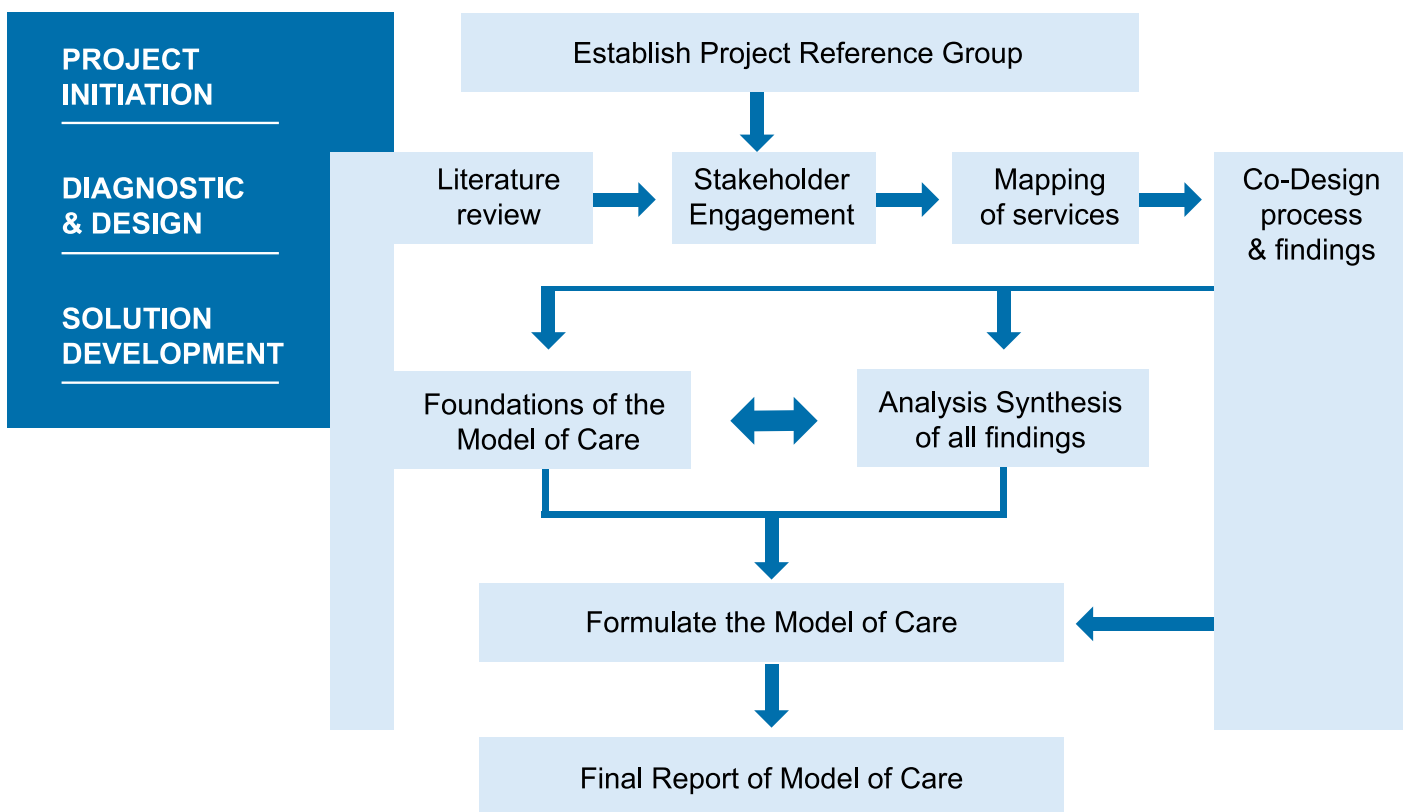 PROJECT
INITIATION
DIAGNOSTIC
& DESIGN
SOLUTION
DEVELOPMENT
Establish Project Reference Group
Literature
review
Stakeholder
Engagement
Mapping
of services
Co-Design
process
& findings
Foundations of the
Model of Care
Analysis Synthesis
of all findings
Formulate the Model of Care
Final Report of Model of Care